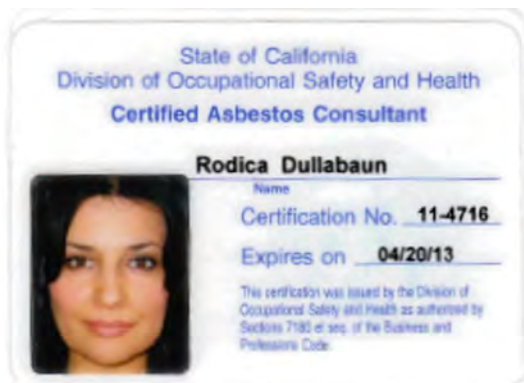 State of California
Division of Occupational Safety and Health
Certified Asbestos Consultant
Rodica Dullabaun
Name
Certification No. 11-4716
Expires on 04/20/13
This certification was issued by the Division of
Occupational Safety and Health as authorized by
Sections 7180 et seq. of the Business and
Professions Code.